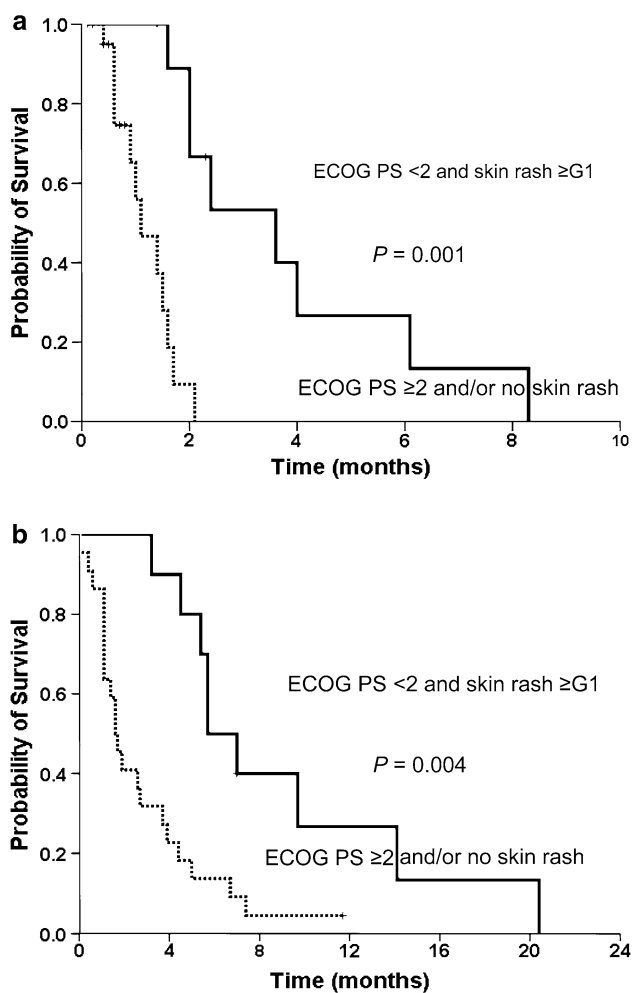 a
1.0
0.8
0.6
0.4
0.2
0.0
Probability of Survival
ECOG PS <2 and skin rash ≥G1
P = 0.001
ECOG PS ≥2 and/or no skin rash
0 2 4 6 8 10
Time (months)
b
1.0
0.8
0.6
0.4
0.2
0.0
Probability of Survival
ECOG PS <2 and skin rash ≥G1
P = 0.004
ECOG PS ≥2 and/or no skin rash
0 4 8 12 16 20 24
Time (months)